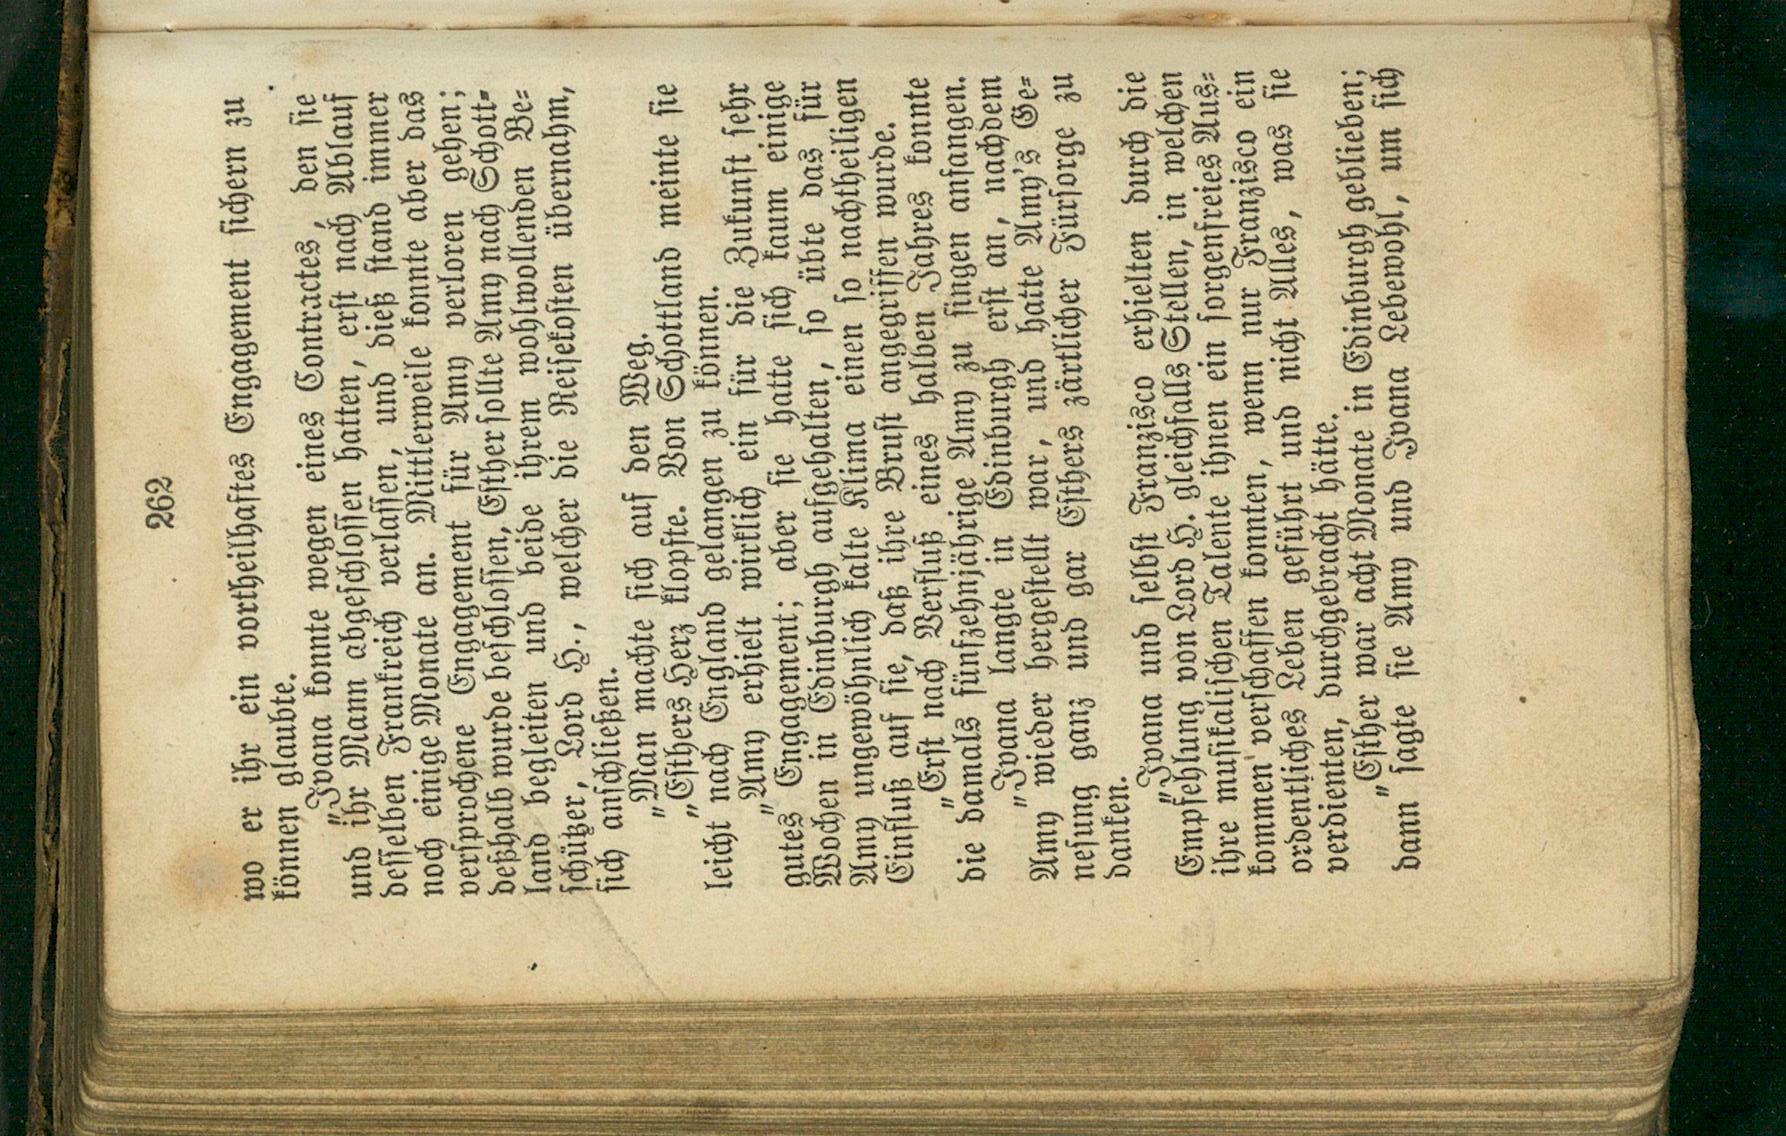 262
wo er ihr ein vortheilhaftes Engagement sichern zu
können glaubte.
„Ivana konnte wegen eines Contractes, den sie
und ihr Mann abgeschlossen hatten, erst nach Ablauf
desselben Frankreich verlassen, und dieß stand immer
noch einige Monate an. Mittlerweile konnte aber das
versprochene Engagement für Amy verloren gehen;
deßhalb wurde beschlossen, Esther sollte Amy nach Schott-
land begleiten und beide ihrem wohlwollenden Be-
schützer, Lord H., welcher die Reisekosten übernahm,
sich anschließen.
„Man machte sich auf den Weg.
„Esthers Herz klopfte. Von Schottland meinte sie
leicht nach England gelangen zu können.
„Amy erhielt wirklich ein für die Zukunft sehr
gutes Engagement; aber sie hatte sich kaum einige
Wochen in Edinburgh aufgehalten, so übte das für
Amy ungewöhnlich kalte Klima einen so nachtheiligen
Einfluß auf sie, daß ihre Brust angegriffen wurde.
„Erst nach Verfluß eines halben Jahres konnte
die damals fünfzehnjährige Amy zu singen anfangen.
„Ivana langte in Edinburgh erst an, nachdem
Amy wieder hergestellt war, und hatte Amy's Ge-
nesung ganz und gar Esthers zärtlicher Fürsorge zu
danken.
„Ivana und selbst Franzisco erhielten durch die
Empfehlung von Lord H. gleichfalls Stellen, in welchen
ihre musikalischen Talente ihnen ein sorgenfreies Aus-
kommen verschaffen konnten, wenn nur Franzisco ein
ordentliches Leben geführt und nicht Alles, was sie
verdienten, durchgebracht hätte.
„Esther war acht Monate in Edinburgh geblieben;
dann sagte sie Amy und Ivana Lebewohl, um sich